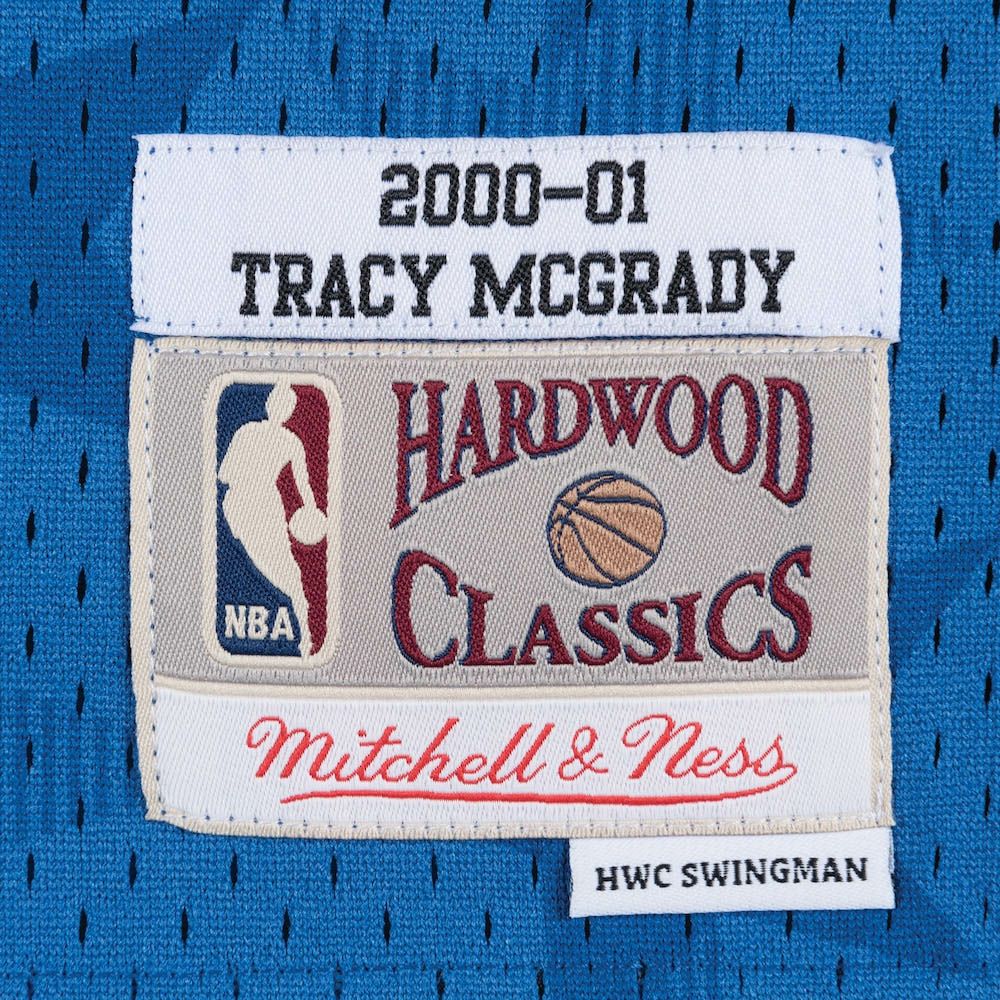 2000-01
TRACY MCGRADY
NBA
HARDWOOD
CLASSICS
Mitchell & Ness
HWC SWINGMAN